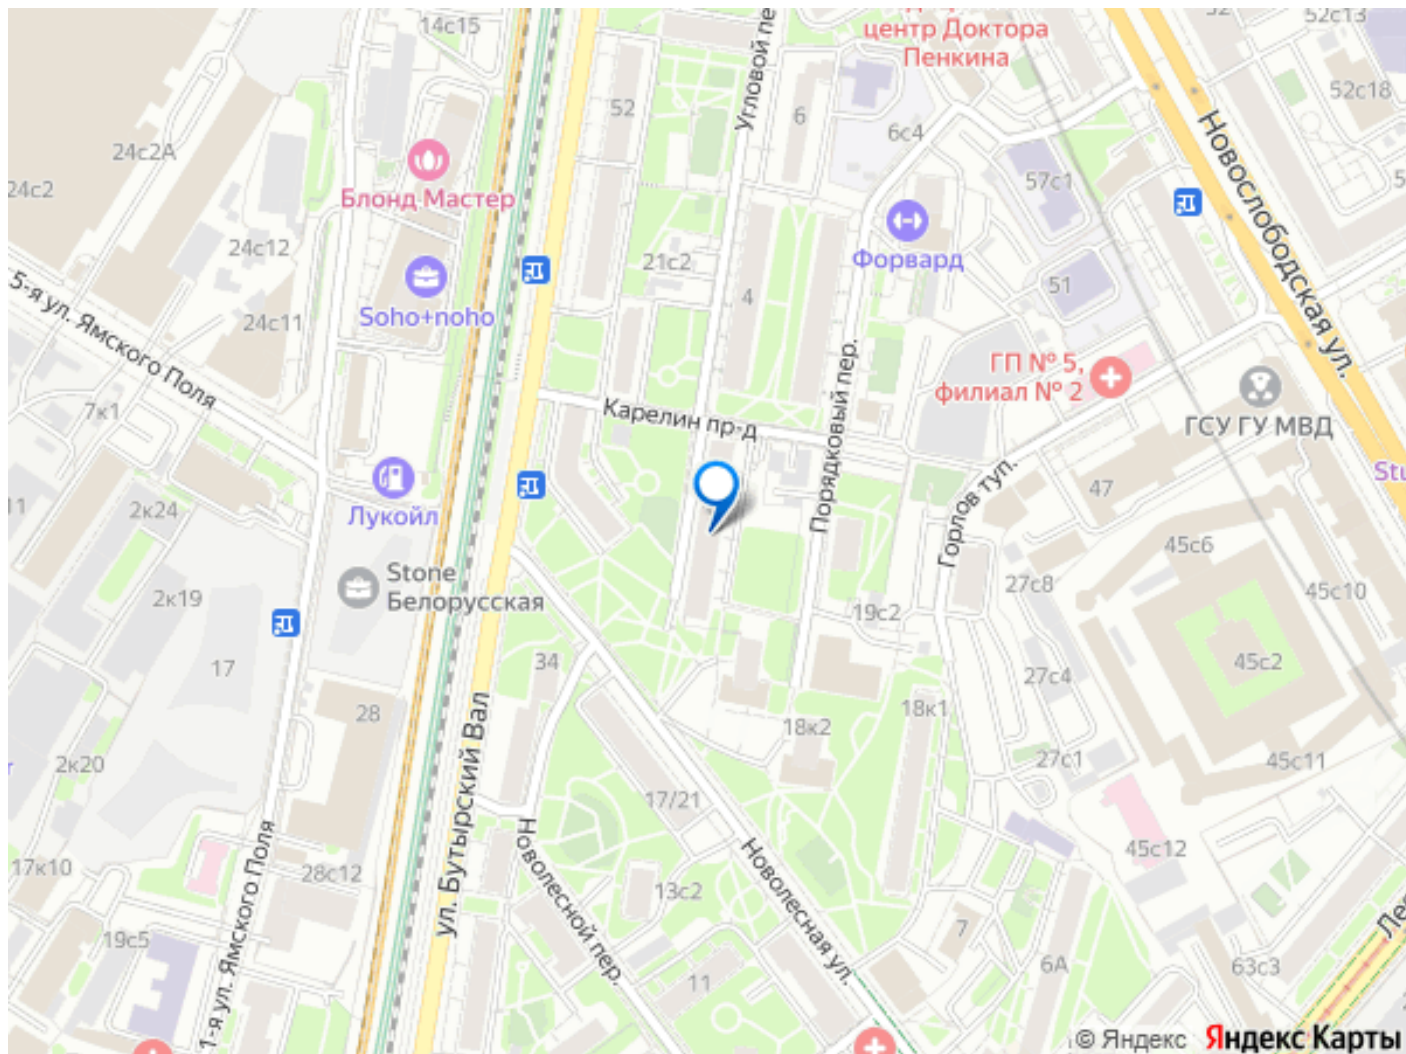 14с15
52
центр Доктора
Пенкина
52с13
52с18
24с2А
24с2
Блонд Мастер
24с12
Угловой пе
6
6с4
57с1
Новослободская ул.
21с2
Форвард
51
Soho+noho
24с11
4
5-я ул. Ямского Поля
7к1
Карелин пр-д
Порядковый пер.
ГП № 5,
филиал № 2
ГСУ ГУ МВД
Stu
Горлов туп.
47
11
2к24
Лукойл
45с6
Stone
Белорусская
2к19
27с8
45с10
19с2
17
34
27с4
45с2
28
18к2
18к1
ул. Бутырский Вал
2к20
27с1
45с11
17/21
17к10
28с12
Новолесной пер.
Новолесная ул.
13с2
45с12
1-я ул. Ямского Поля
19с5
7
6А
63с3
Ле
11
© Яндекс Яндекс Карты